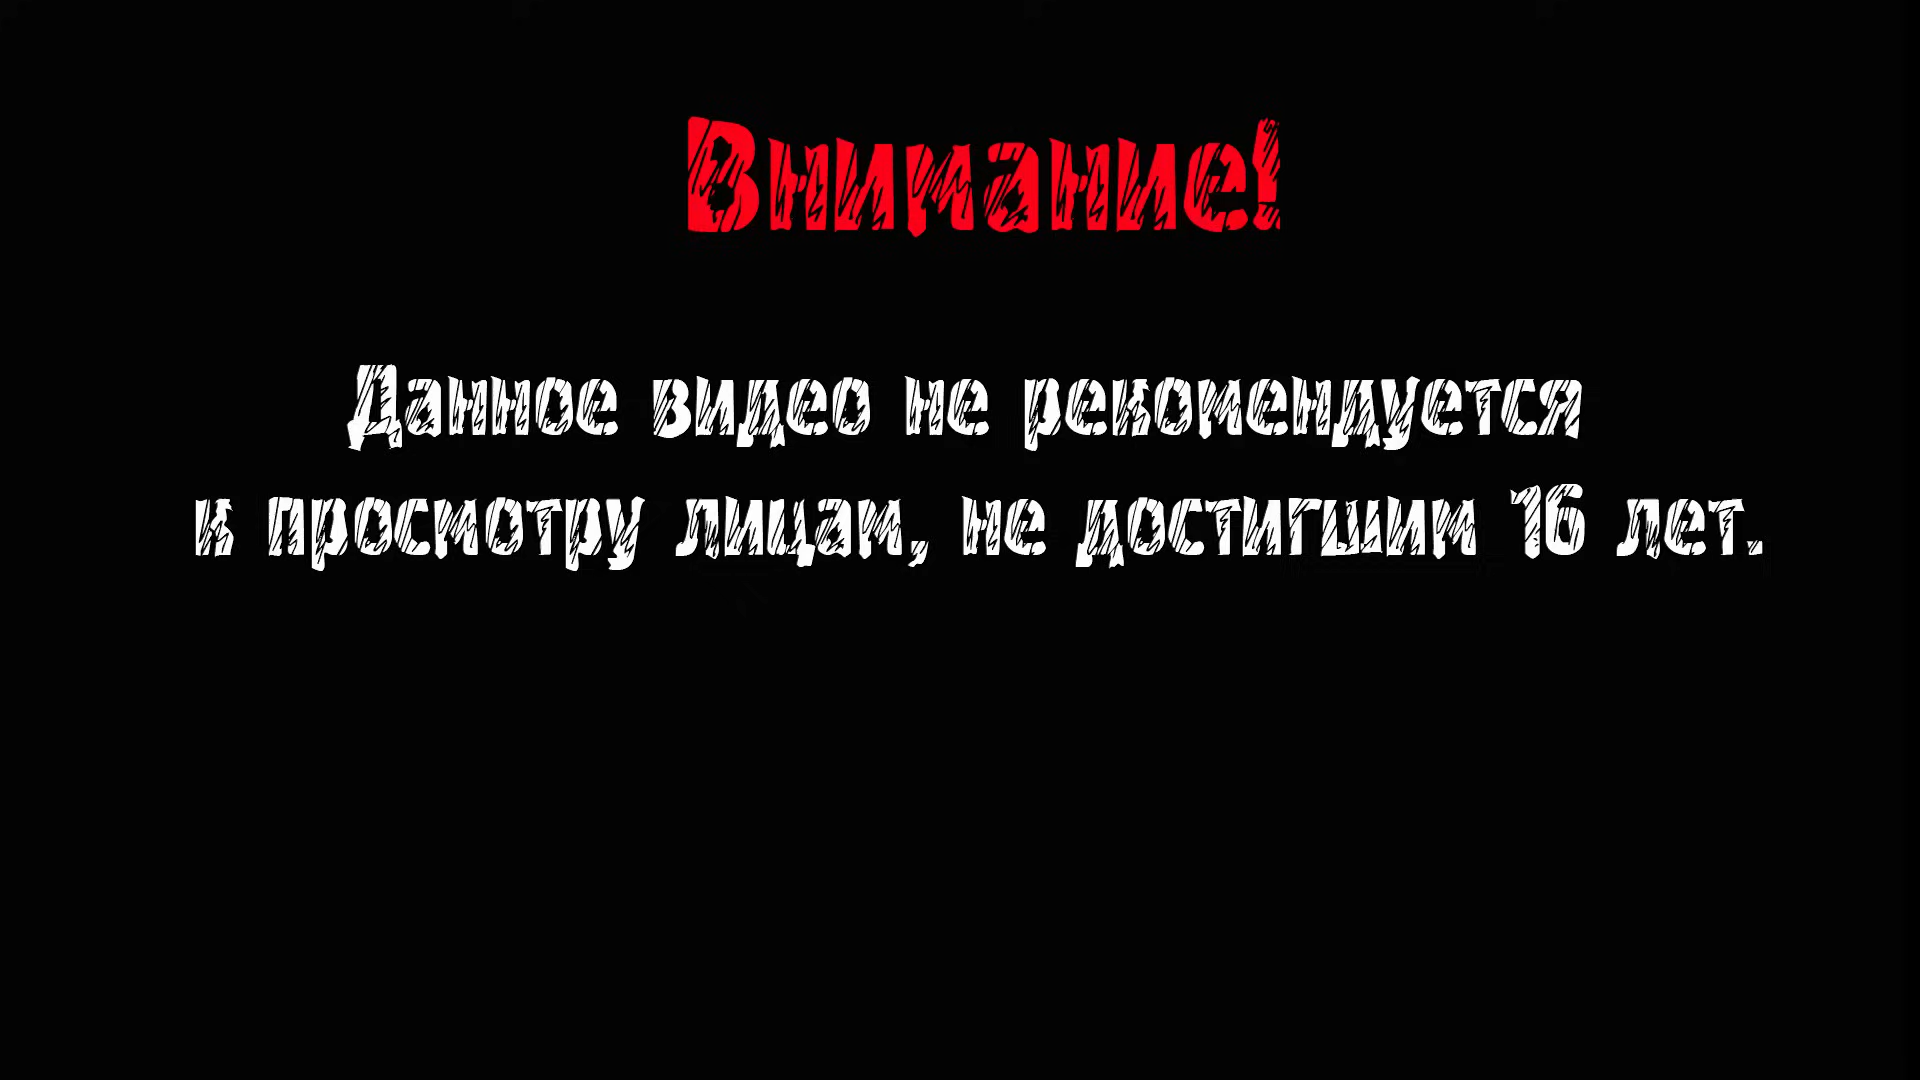 Внимание!
Данное видео не рекомендуется
к просмотру лицам, не достигшим 16 лет.